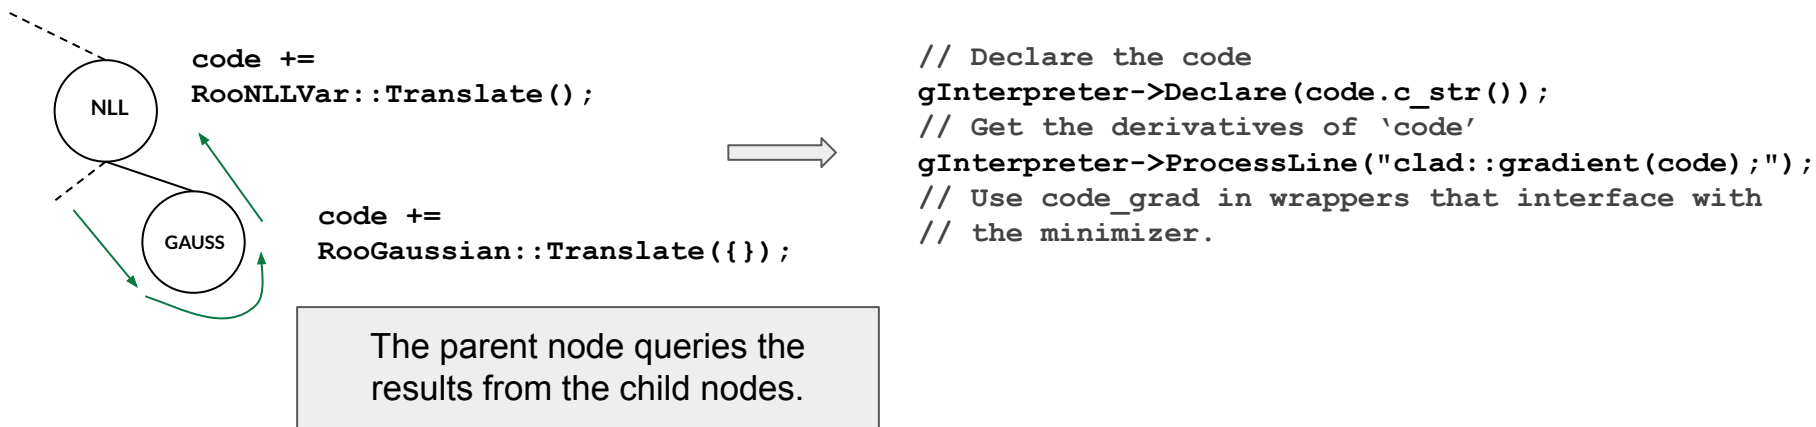 code +=
RooNLLVar::Translate();
NLL
GAUSS
code +=
RooGaussian::Translate({});
The parent node queries the
results from the child nodes.
// Declare the code
gInterpreter->Declare(code.c_str());
// Get the derivatives of ‘code’
gInterpreter->ProcessLine("clad::gradient(code);");
// Use code_grad in wrappers that interface with
// the minimizer.